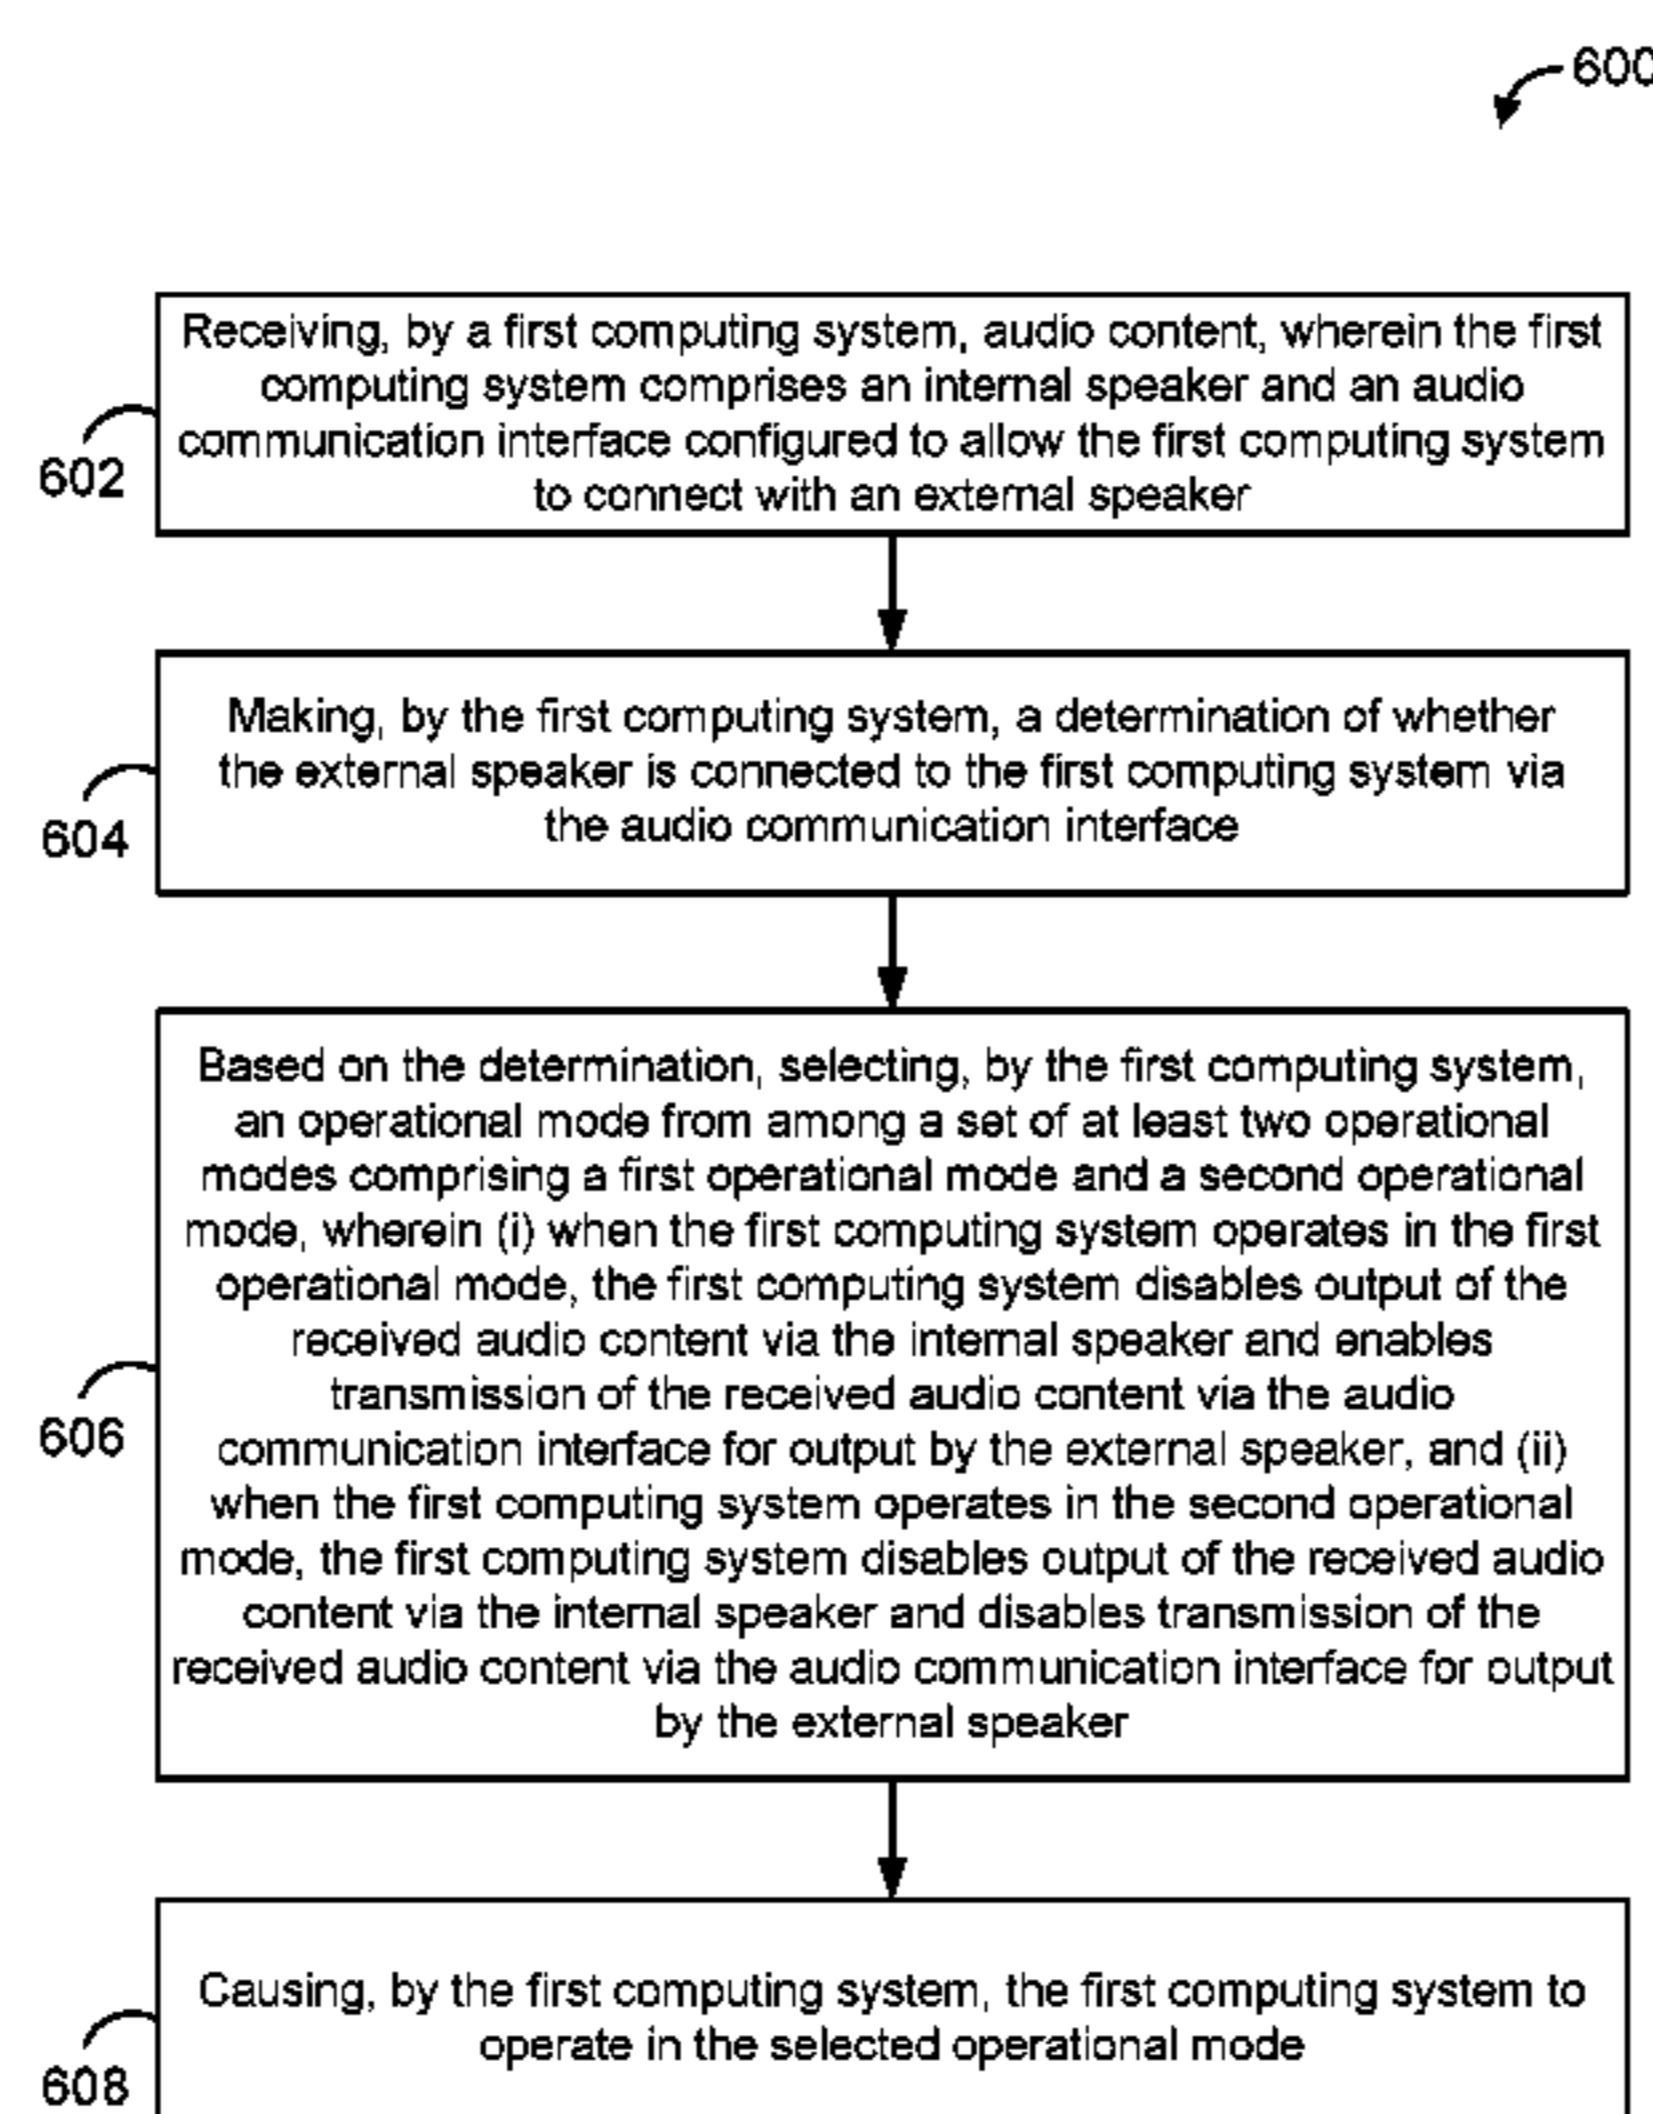 600
Receiving, by a first computing system, audio content, wherein the first
computing system comprises an internal speaker and an audio
communication interface configured to allow the first computing system
to connect with an external speaker
602
Making, by the first computing system, a determination of whether
the external speaker is connected to the first computing system via
the audio communication interface
604
Based on the determination, selecting, by the first computing system,
an operational mode from among a set of at least two operational
modes comprising a first operational mode and a second operational
mode, wherein (i) when the first computing system operates in the first
operational mode, the first computing system disables output of the
received audio content via the internal speaker and enables
transmission of the received audio content via the audio
communication interface for output by the external speaker, and (ii)
when the first computing system operates in the second operational
mode, the first computing system disables output of the received audio
content via the internal speaker and disables transmission of the
received audio content via the audio communication interface for output
by the external speaker
606
Causing, by the first computing system, the first computing system to
operate in the selected operational mode
608